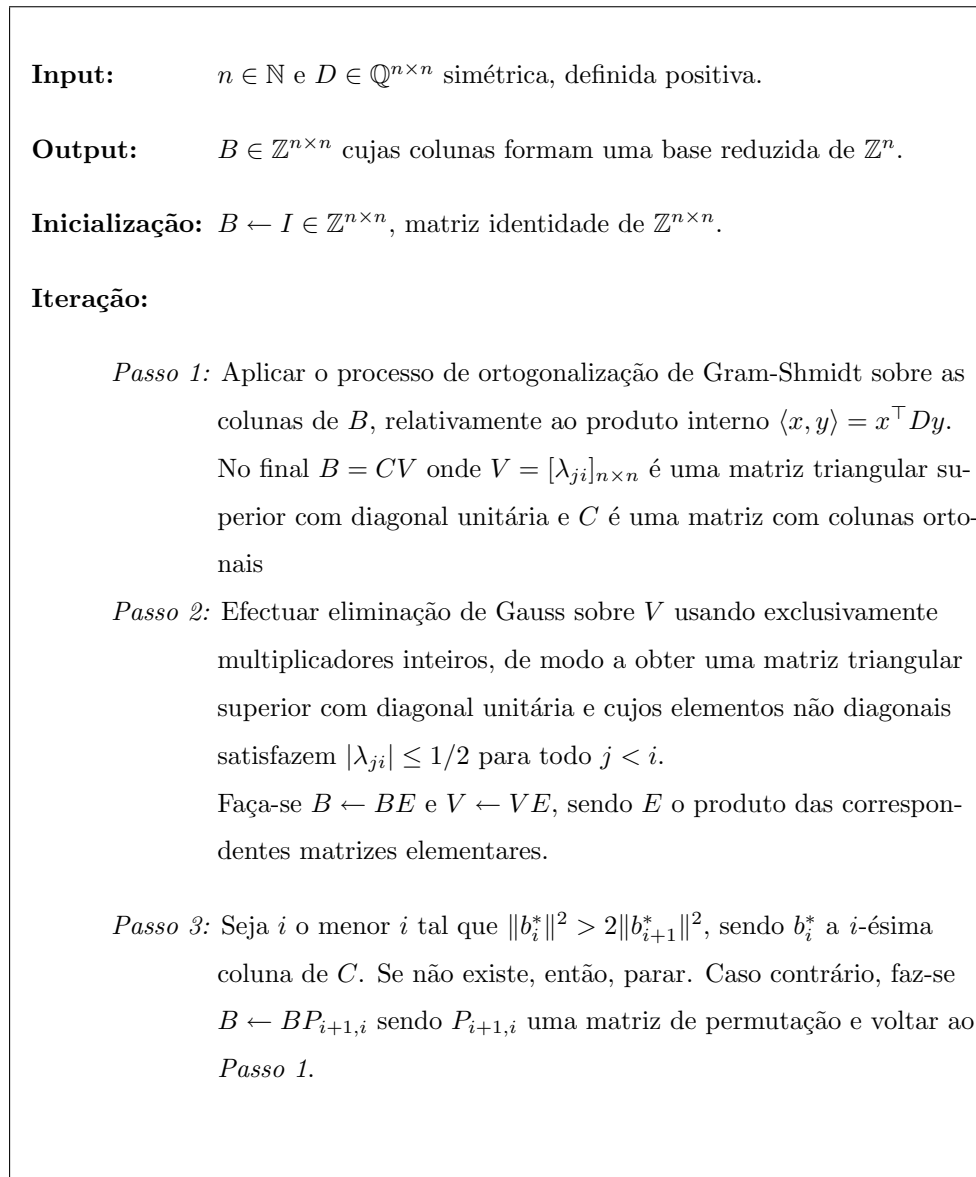 Input: n ∈ ℕ e D ∈ ℚ^{n×n} simétrica, definida positiva.
Output: B ∈ ℤ^{n×n} cujas colunas formam uma base reduzida de ℤ^n.
Inicialização: B ← I ∈ ℤ^{n×n}, matriz identidade de ℤ^{n×n}.
Iteração:
Passo 1: Aplicar o processo de ortogonalização de Gram-Shmidt sobre as
colunas de B, relativamente ao produto interno ⟨x, y⟩ = x^⊤Dy.
No final B = CV onde V = [λ_{ji}]_{n×n} é uma matriz triangular su-
perior com diagonal unitária e C é uma matriz com colunas orto-
nais
Passo 2: Efectuar eliminação de Gauss sobre V usando exclusivamente
multiplicadores inteiros, de modo a obter uma matriz triangular
superior com diagonal unitária e cujos elementos não diagonais
satisfazem |λ_{ji}| ≤ 1/2 para todo j < i.
Faça-se B ← BE e V ← VE, sendo E o produto das correspon-
dentes matrizes elementares.
Passo 3: Seja i o menor i tal que ‖b_i^*‖² > 2‖b_{i+1}^*‖², sendo b_i^* a i-ésima
coluna de C. Se não existe, então, parar. Caso contrário, faz-se
B ← BP_{i+1,i} sendo P_{i+1,i} uma matriz de permutação e voltar ao
Passo 1.